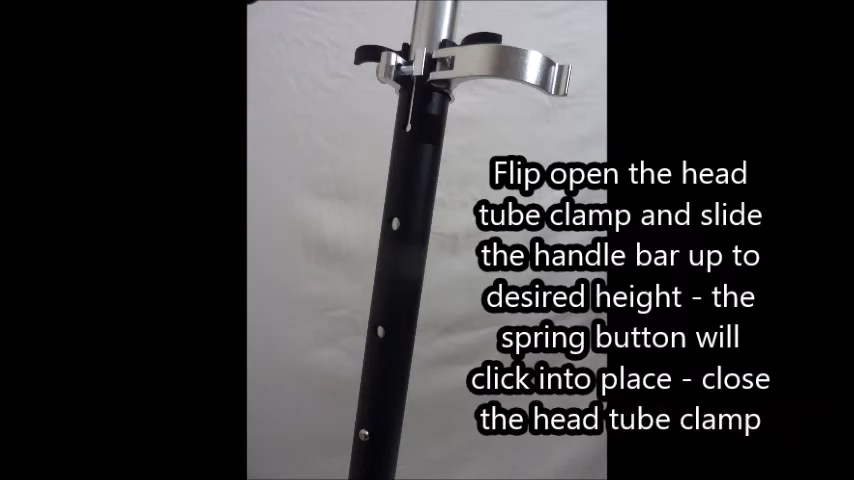 Flip open the head
tube clamp and slide
the handle bar up to
desired height - the
spring button will
click into place - close
the head tube clamp